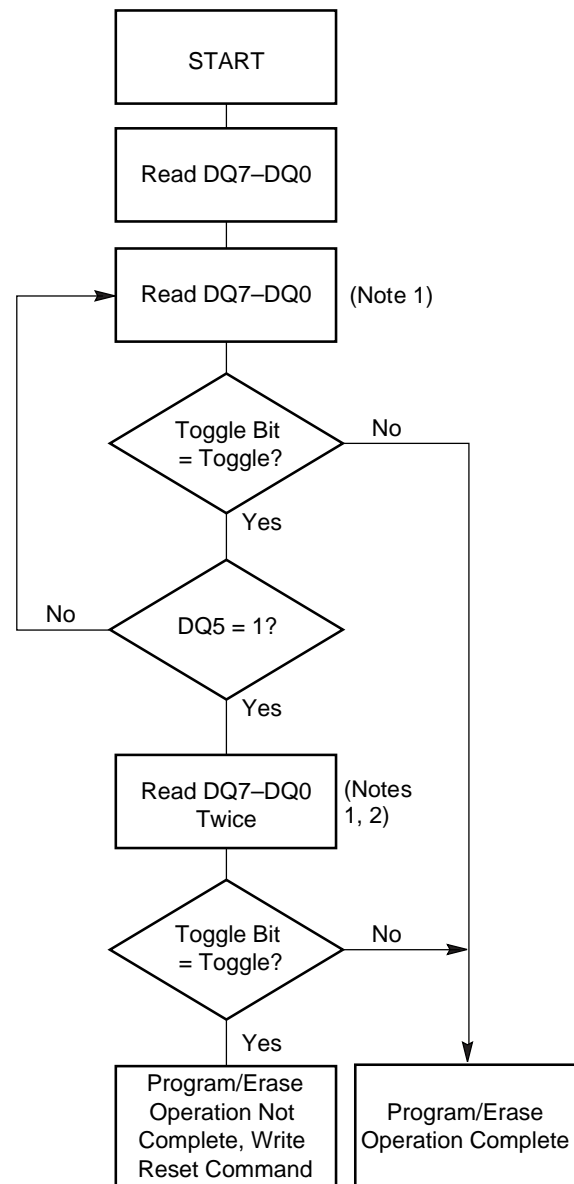 START
Read DQ7–DQ0
Read DQ7–DQ0
(Note 1)
Toggle Bit
= Toggle?
No
Yes
DQ5 = 1?
No
Yes
Read DQ7–DQ0
Twice
(Notes
1, 2)
Toggle Bit
= Toggle?
No
Yes
Program/Erase
Operation Not
Complete, Write
Reset Command
Program/Erase
Operation Complete